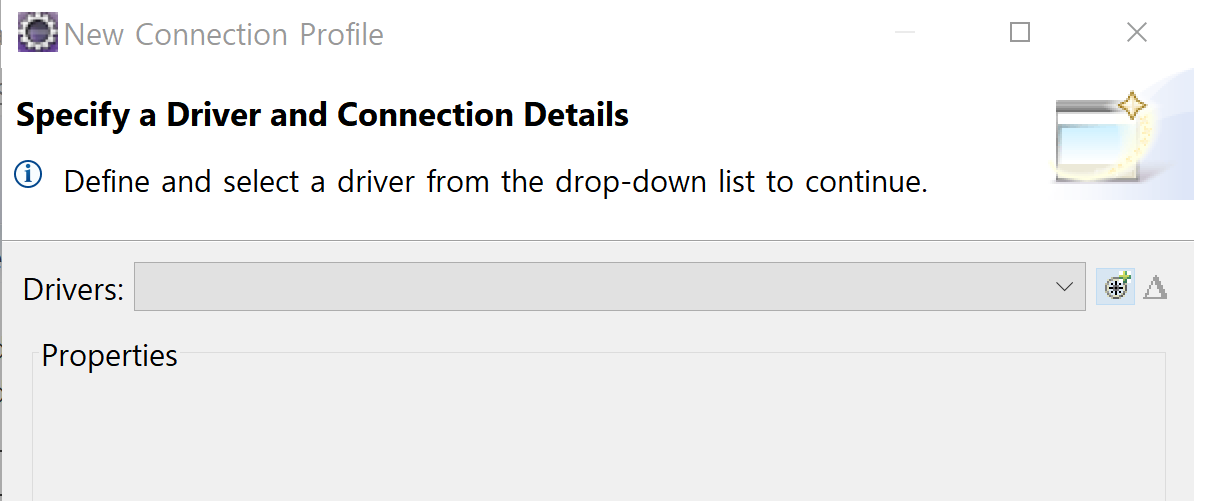 New Connection Profile
Specify a Driver and Connection Details
Define and select a driver from the drop-down list to continue.
Drivers:
Properties